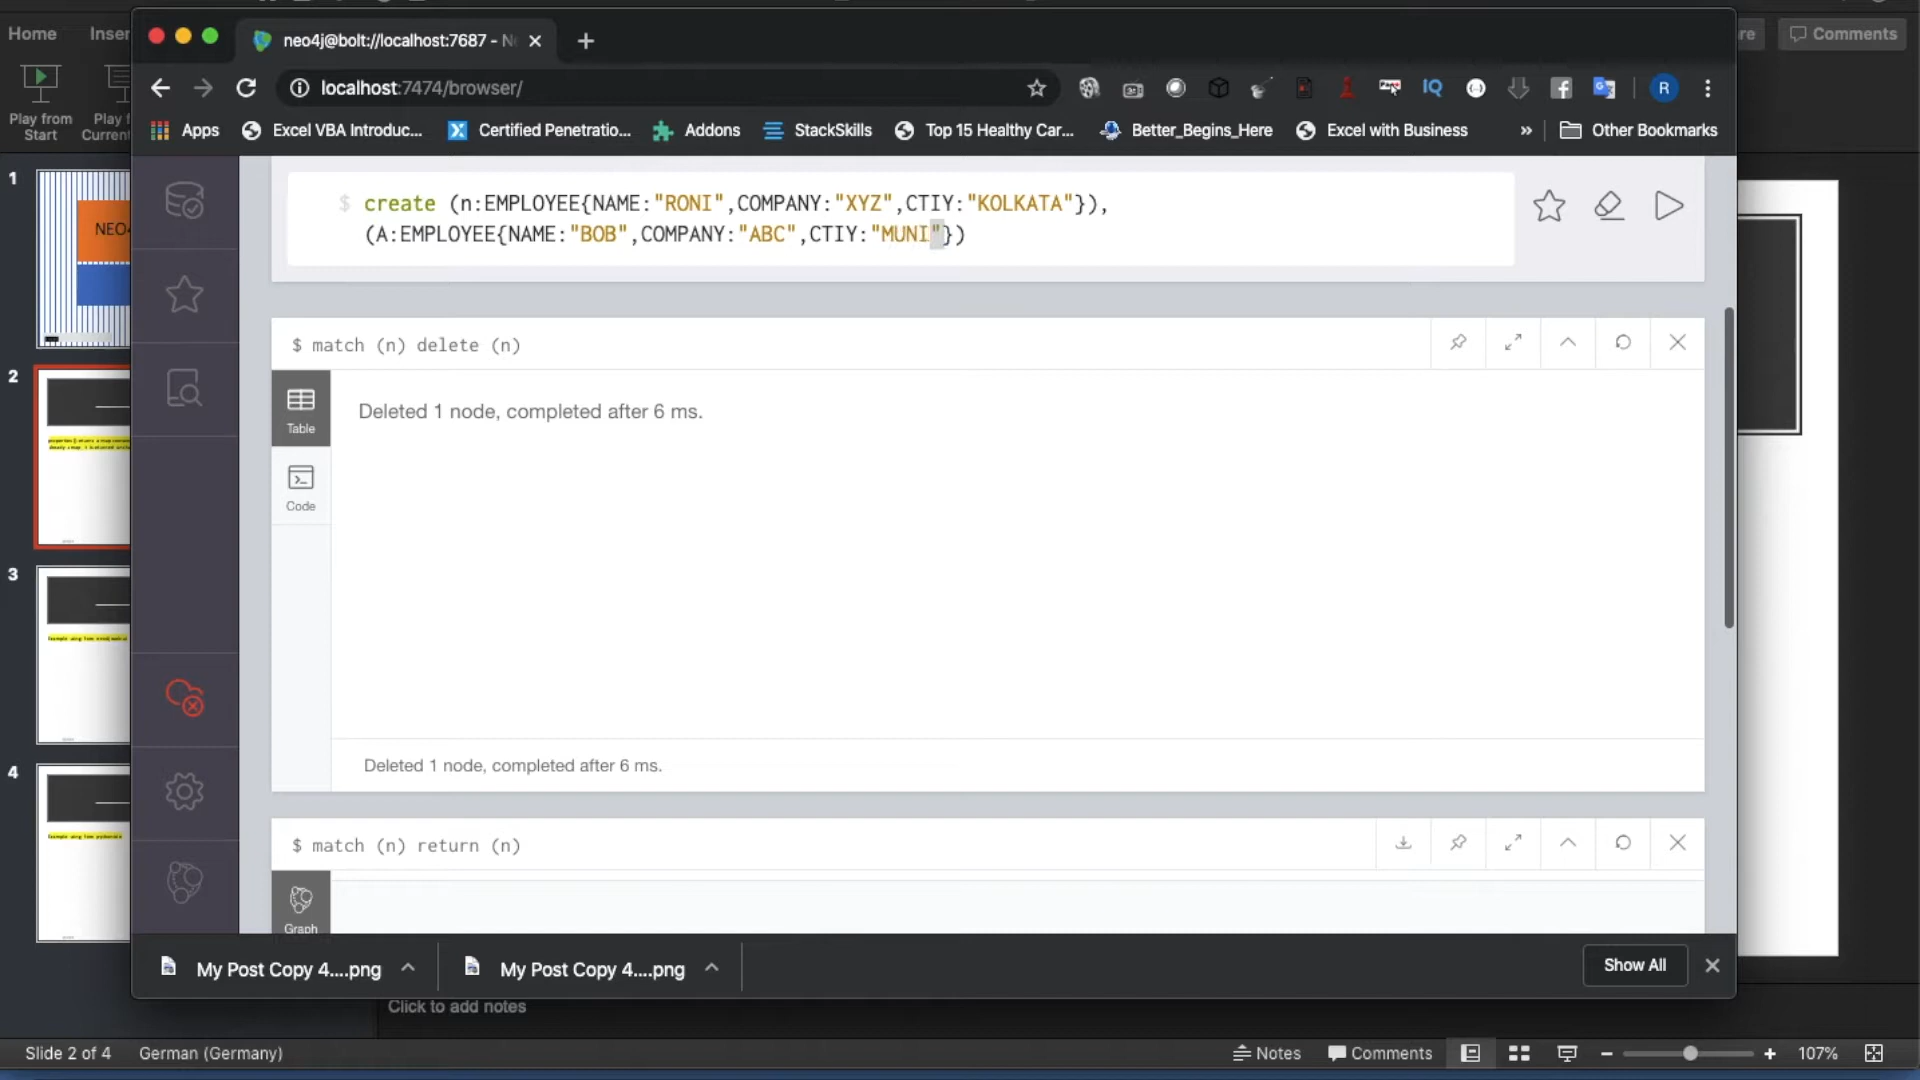 Home
Inser
re
Comments
Play from
Start
Play f
Current
neo4j@bolt://localhost:7687 - N
localhost:7474/browser/
IQ
R
Apps
Excel VBA Introduc...
Certified Penetratio...
Addons
StackSkills
Top 15 Healthy Car...
Better_Begins_Here
Excel with Business
»
Other Bookmarks
1
NEO4
2
3
4
$ create (n:EMPLOYEE{NAME:"RONI",COMPANY:"XYZ",CTIY:"KOLKATA"}),
(A:EMPLOYEE{NAME:"BOB",COMPANY:"ABC",CTIY:"MUNI"})
$ match (n) delete (n)
Table
Deleted 1 node, completed after 6 ms.
Code
Deleted 1 node, completed after 6 ms.
$ match (n) return (n)
Graph
My Post Copy 4....png
My Post Copy 4....png
Show All
Click to add notes
Slide 2 of 4
German (Germany)
Notes
Comments
107%